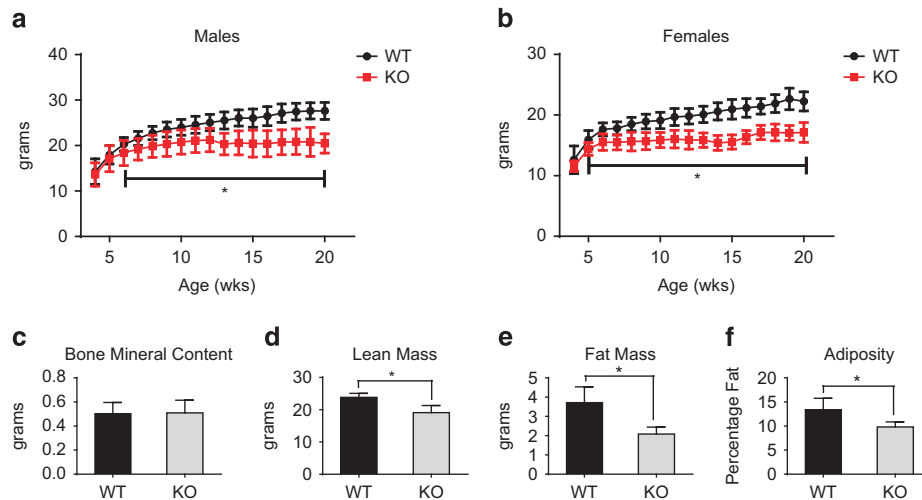 a
Males
40
30
20
10
0
grams
*
5 10 15 20
Age (wks)
WT
KO
b
Females
30
20
10
0
grams
*
5 10 15 20
Age (wks)
WT
KO
c
Bone Mineral Content
0.8
0.6
0.4
0.2
0.0
grams
WT KO
d
Lean Mass
30
20
10
0
grams
*
WT KO
e
Fat Mass
5
4
3
2
1
0
grams
*
WT KO
f
Adiposity
20
15
10
5
0
Percentage Fat
*
WT KO